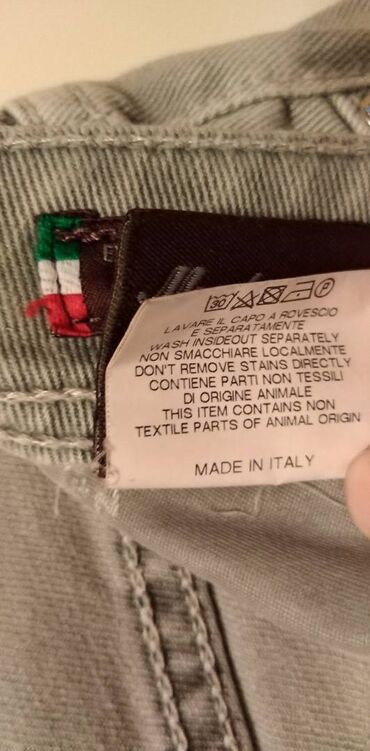 30 P
LAVARE IL CAPO A ROVESCIO
E SEPARATAMENTE
WASH INSIDEOUT SEPARATELY
NON SMACCHIARE LOCALMENTE
DON'T REMOVE STAINS DIRECTLY
CONTIENE PARTI NON TESSILI
DI ORIGINE ANIMALE
THIS ITEM CONTAINS NON
TEXTILE PARTS OF ANIMAL ORIGIN
MADE IN ITALY